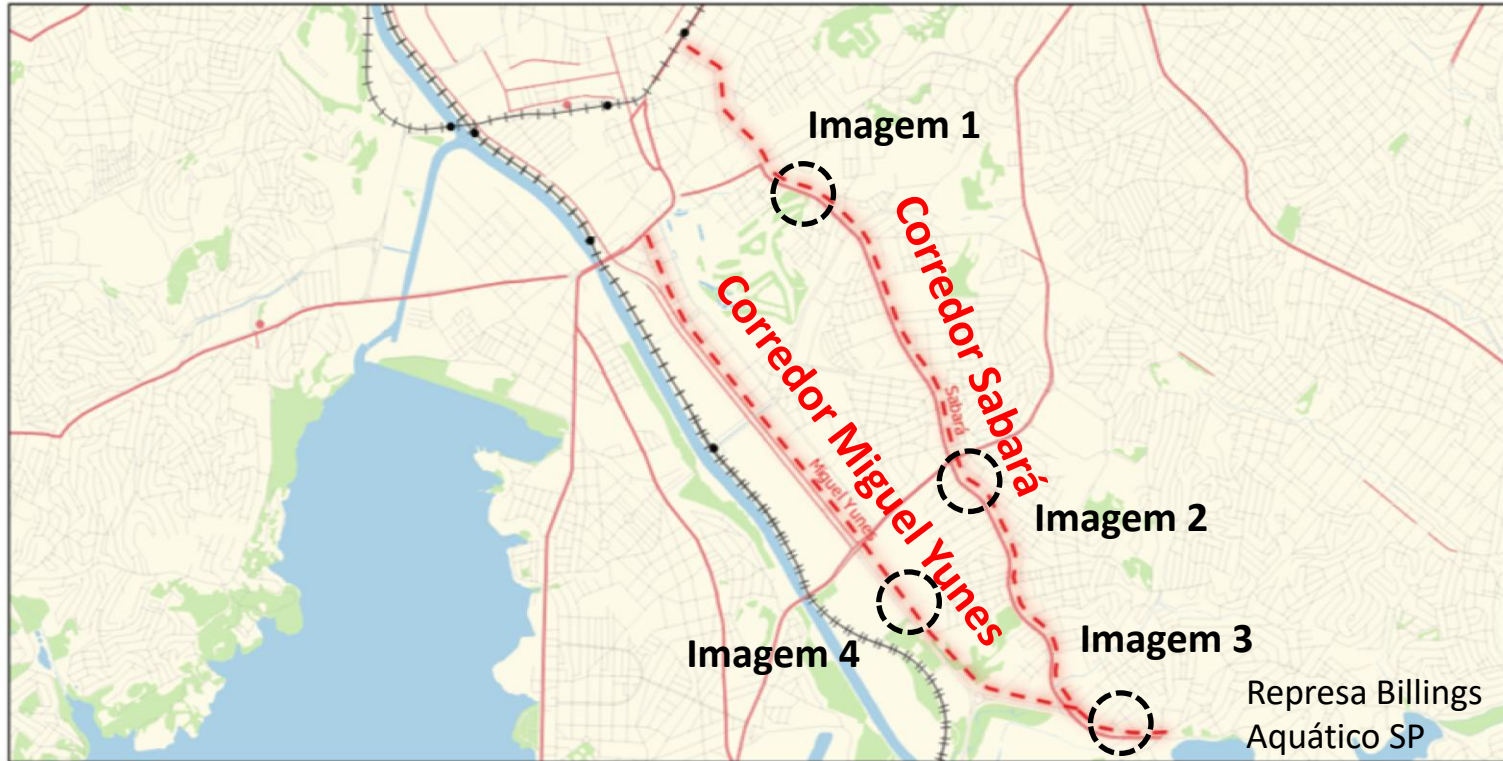 Imagem 1
Corredor Sabará
Corredor Miguel Yunes
Sabará
Miguel Yunes
Imagem 2
Imagem 3
Imagem 4
Represa Billings
Aquático SP